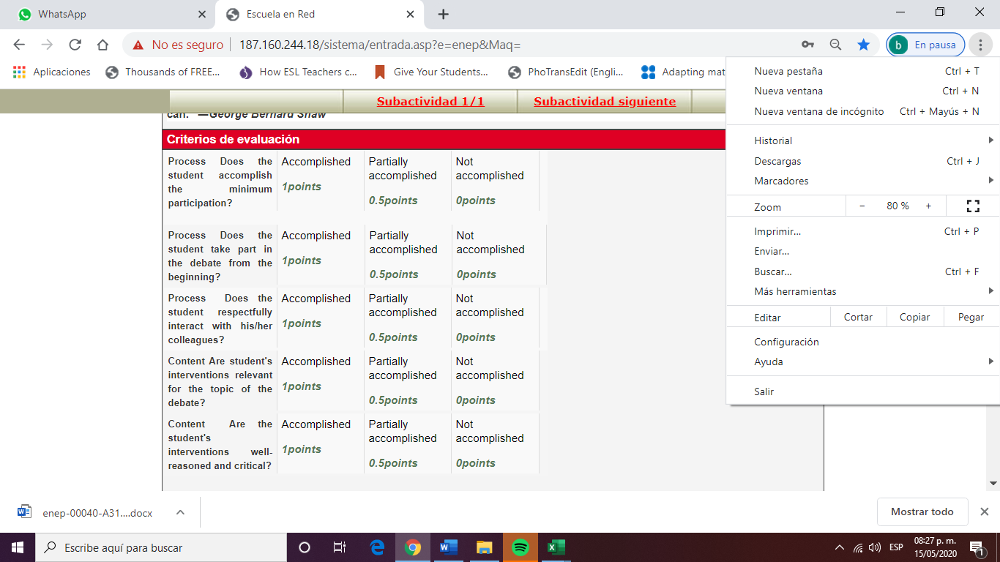 WhatsApp
Escuela en Red
No es seguro
187.160.244.18/sistema/entrada.asp?e=enep&Maq=
b En pausa
Aplicaciones Thousands of FREE... How ESL Teachers c... Give Your Students... PhoTransEdit (Engli... Adapting mat
Subactividad 1/1 Subactividad siguiente
can." —George Bernard Shaw
Criterios de evaluación
Process Does the
student accomplish
the minimum
participation?
Accomplished
1points
Partially
accomplished
0.5points
Not
accomplished
0points
Process Does the
student take part in
the debate from the
beginning?
Accomplished
1points
Partially
accomplished
0.5points
Not
accomplished
0points
Process Does the
student respectfully
interact with his/her
colleagues?
Accomplished
1points
Partially
accomplished
0.5points
Not
accomplished
0points
Content Are student's
interventions relevant
for the topic of the
debate?
Accomplished
1points
Partially
accomplished
0.5points
Not
accomplished
0points
Content Are the
student's
interventions well-
reasoned and critical?
Accomplished
1points
Partially
accomplished
0.5points
Not
accomplished
0points
Nueva pestaña Ctrl + T
Nueva ventana Ctrl + N
Nueva ventana de incógnito Ctrl + Mayús + N
Historial
Descargas Ctrl + J
Marcadores
Zoom − 80 % +
Imprimir... Ctrl + P
Enviar...
Buscar... Ctrl + F
Más herramientas
Editar Cortar Copiar Pegar
Configuración
Ayuda
Salir
enep-00040-A31....docx
Mostrar todo
Escribe aquí para buscar
ESP
08:27 p. m.
15/05/2020
1